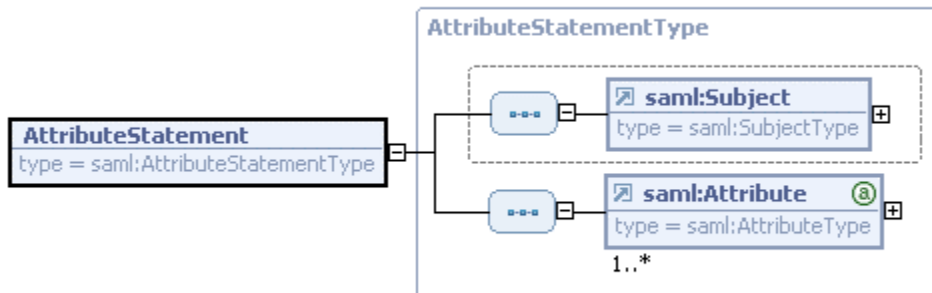 AttributeStatementType
saml:Subject
type = saml:SubjectType
AttributeStatement
type = saml:AttributeStatementType
saml:Attribute @
type = saml:AttributeType
1..*